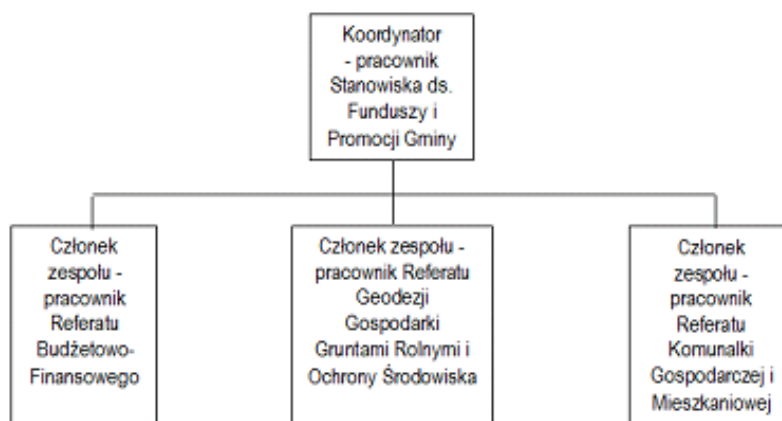 Koordynator
- pracownik
Stanowiska ds.
Funduszy i
Promocji Gminy
Członek
zespołu -
pracownik
Referatu
Budżetowo-
Finansowego
Członek zespołu -
pracownik Referatu
Geodezji
Gospodarki
Gruntami Rolnymi i
Ochrony Środowiska
Członek
zespołu -
pracownik
Referatu
Komunalki
Gospodarczej i
Mieszkaniowej